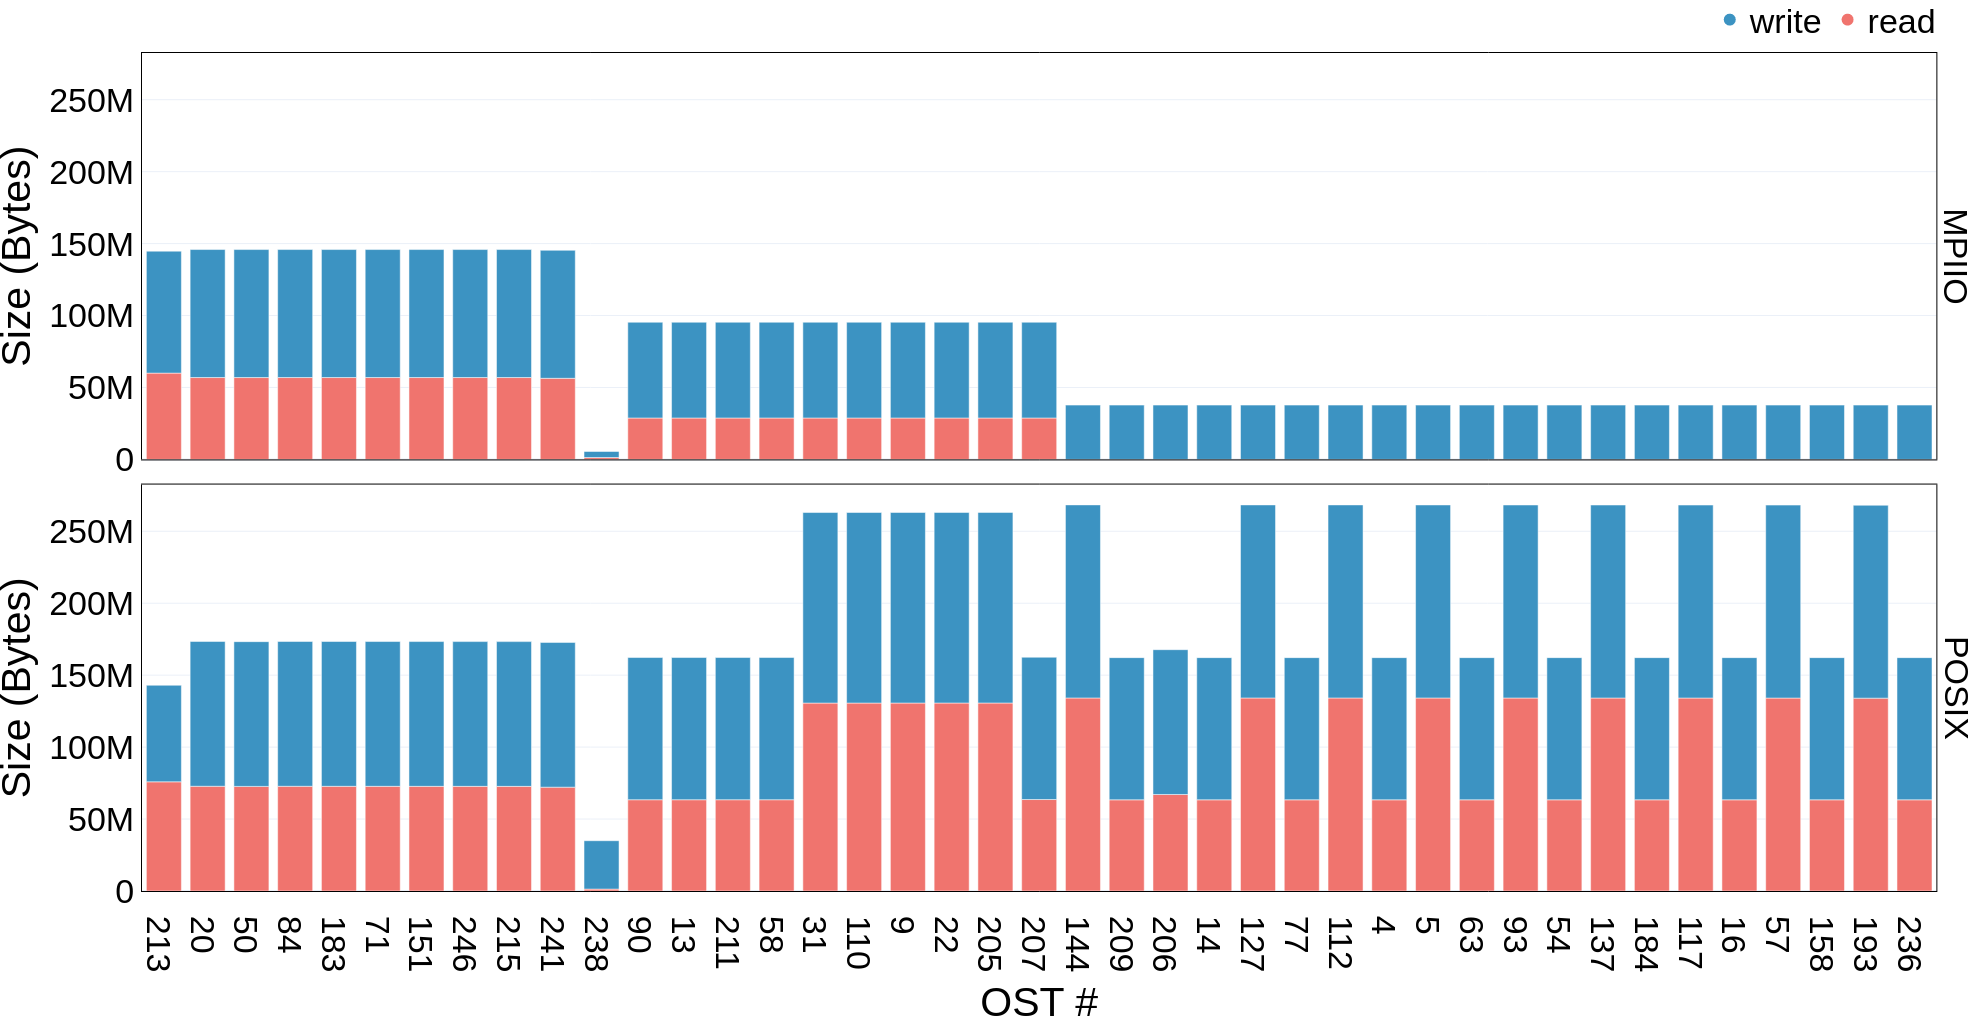 write read
250M
200M
150M
100M
50M
0
Size (Bytes)
MPIIO
250M
200M
150M
100M
50M
0
Size (Bytes)
POSIX
213 20 50 84 183 71 151 246 215 241 238 90 13 211 58 31 110 9 22 205 207 144 209 206 14 127 77 112 4 5 63 93 54 137 184 117 16 57 158 193 236
OST #